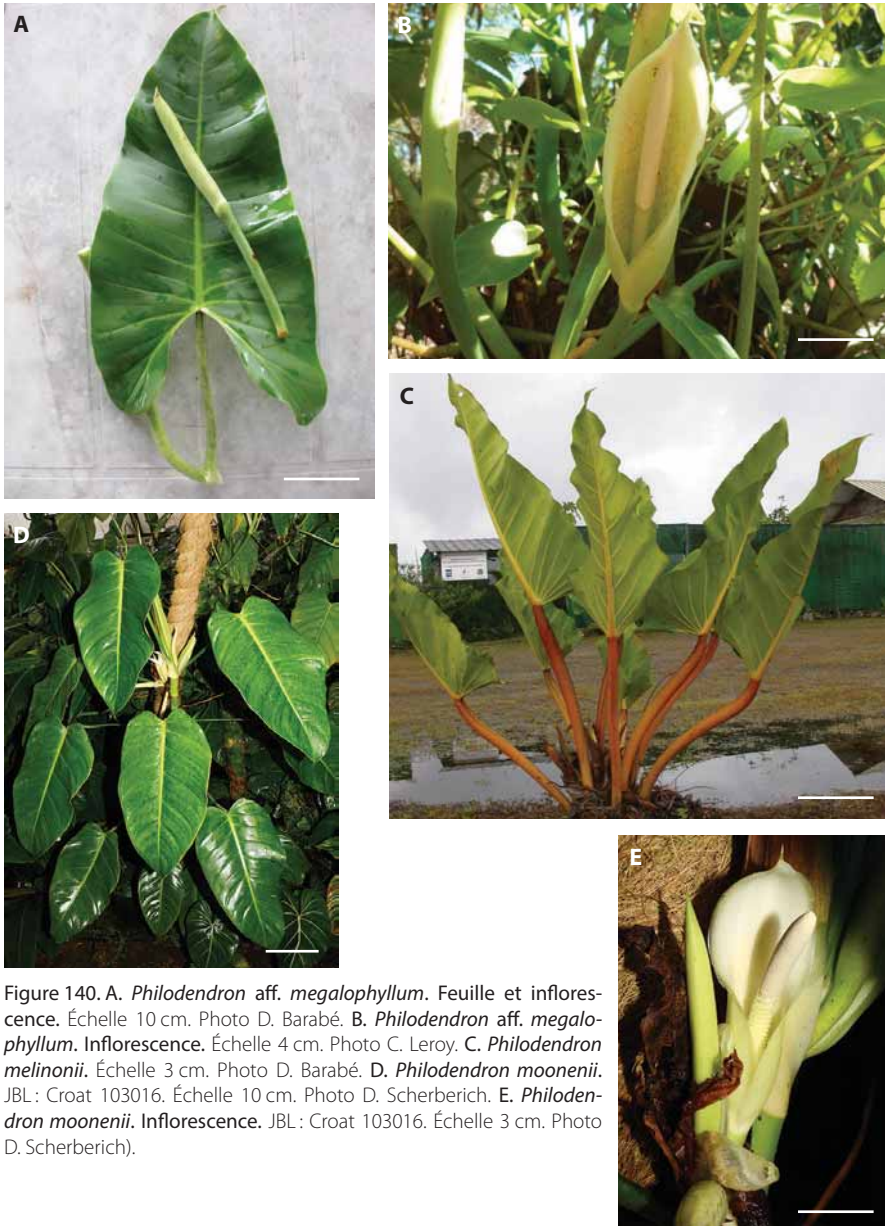 A
B
C
D
E
Figure 140. A. Philodendron aff. megalophyllum. Feuille et inflores-
cence. Échelle 10 cm. Photo D. Barabé. B. Philodendron aff. megalo-
phyllum. Inflorescence. Échelle 4 cm. Photo C. Leroy. C. Philodendron
melinonii. Échelle 3 cm. Photo D. Barabé. D. Philodendron moonenii.
JBL : Croat 103016. Échelle 10 cm. Photo D. Scherberich. E. Philoden-
dron moonenii. Inflorescence. JBL : Croat 103016. Échelle 3 cm. Photo
D. Scherberich).